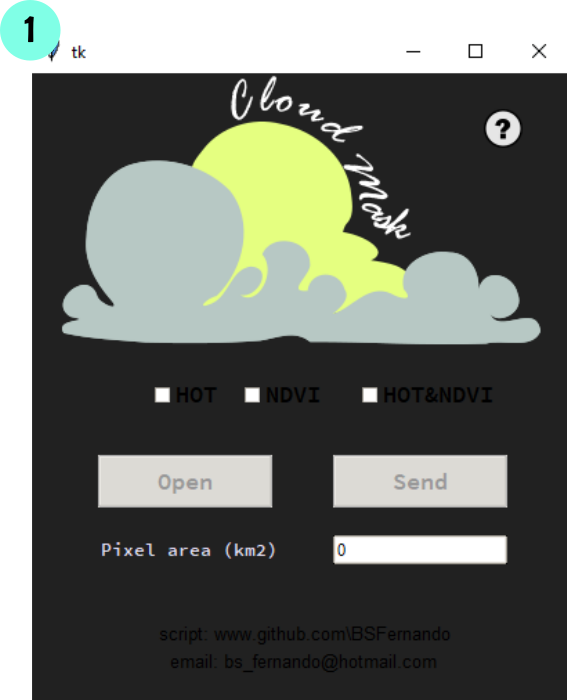 1
tk
Cloud Mask
?
HOT NDVI HOT&NDVI
Open Send
Pixel area (km2) 0
script: www.github.com\BSFernando
email: bs_fernando@hotmail.com